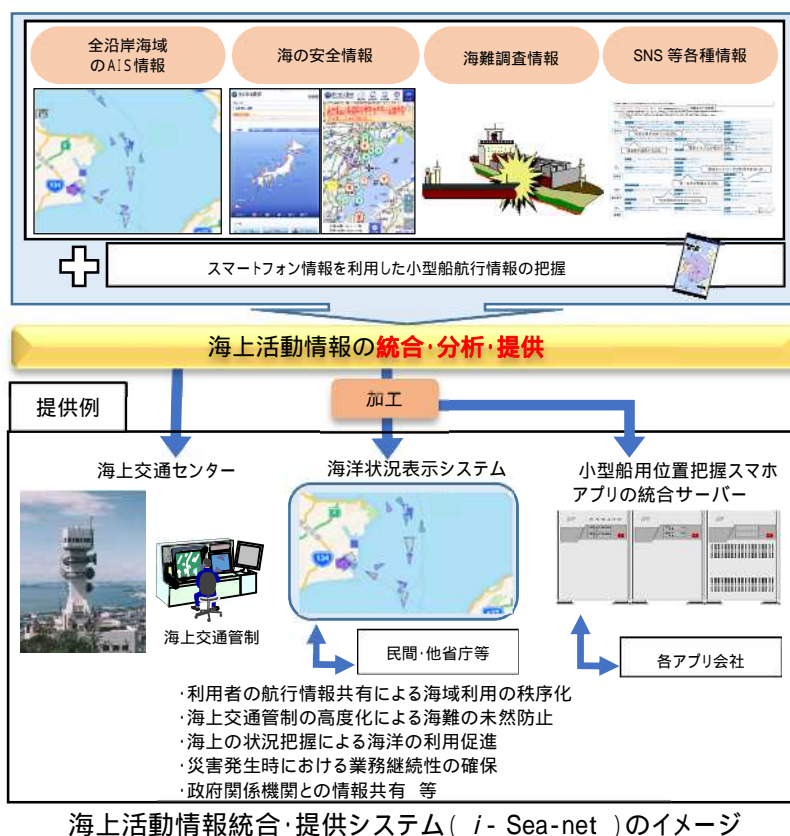 全沿岸海域
のAIS情報
海の安全情報
海難調査情報
SNS 等各種情報
スマートフォン情報を利用した小型船航行情報の把握
海上活動情報の統合･分析･提供
提供例
加工
海上交通センター
海洋状況表示システム
小型船用位置把握スマホ
アプリの統合サーバー
海上交通管制
民間･他省庁等
各アプリ会社
･利用者の航行情報共有による海域利用の秩序化
･海上交通管制の高度化による海難の未然防止
･海上の状況把握による海洋の利用促進
･災害発生時における業務継続性の確保
･政府関係機関との情報共有 等
海上活動情報統合･提供システム( i- Sea-net )のイメージ